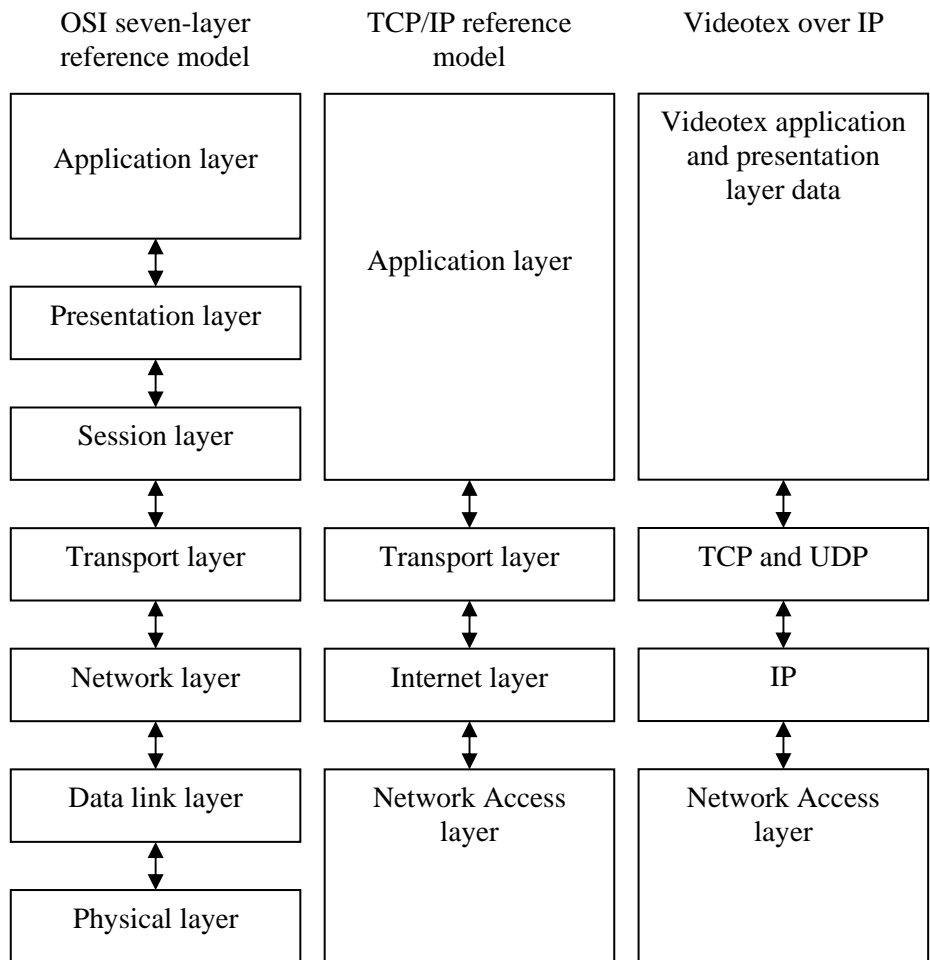 OSI seven-layer
reference model
TCP/IP reference
model
Videotex over IP
Application layer
Presentation layer
Session layer
Transport layer
Network layer
Data link layer
Physical layer
Application layer
Transport layer
Internet layer
Network Access
layer
Videotex application
and presentation
layer data
TCP and UDP
IP
Network Access
layer